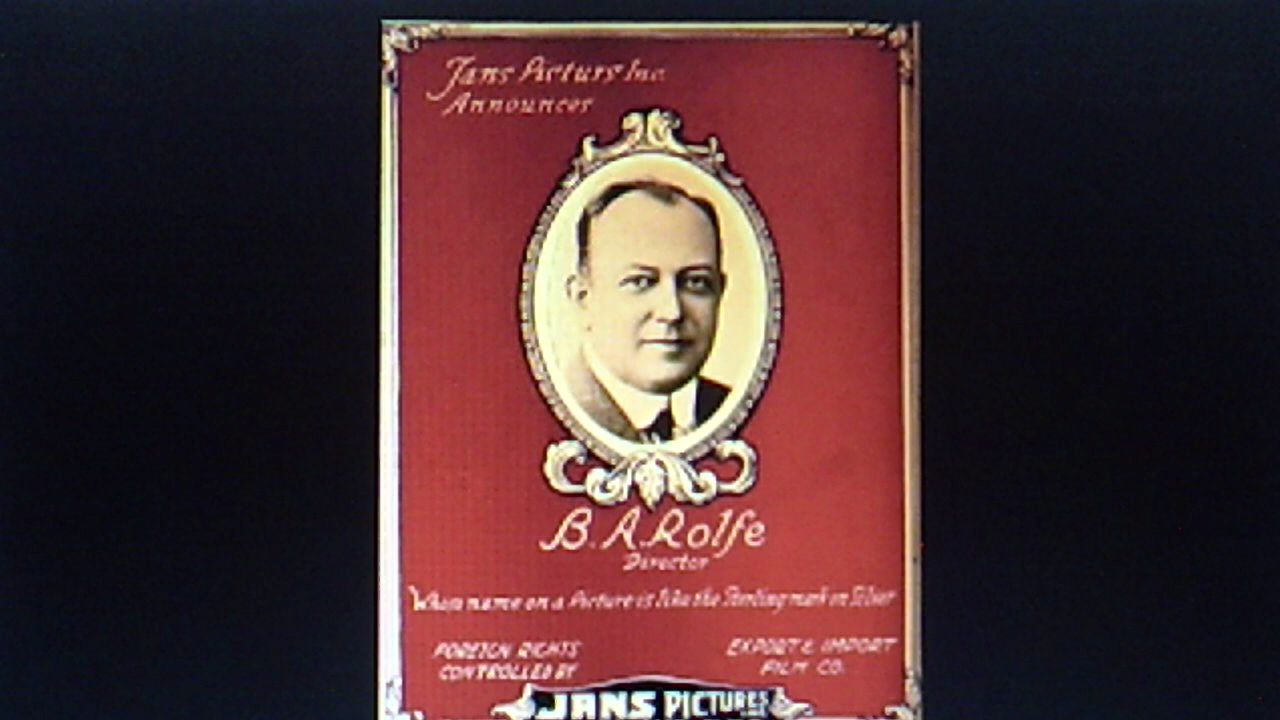 Jans Pictures Inc.
Announces
B. A. Rolfe
Director
Whose name on a Picture is like the Sterling mark on Silver
FOREIGN RIGHTS
CONTROLLED BY
EXPORT & IMPORT
FILM CO.
JANS PICTURES